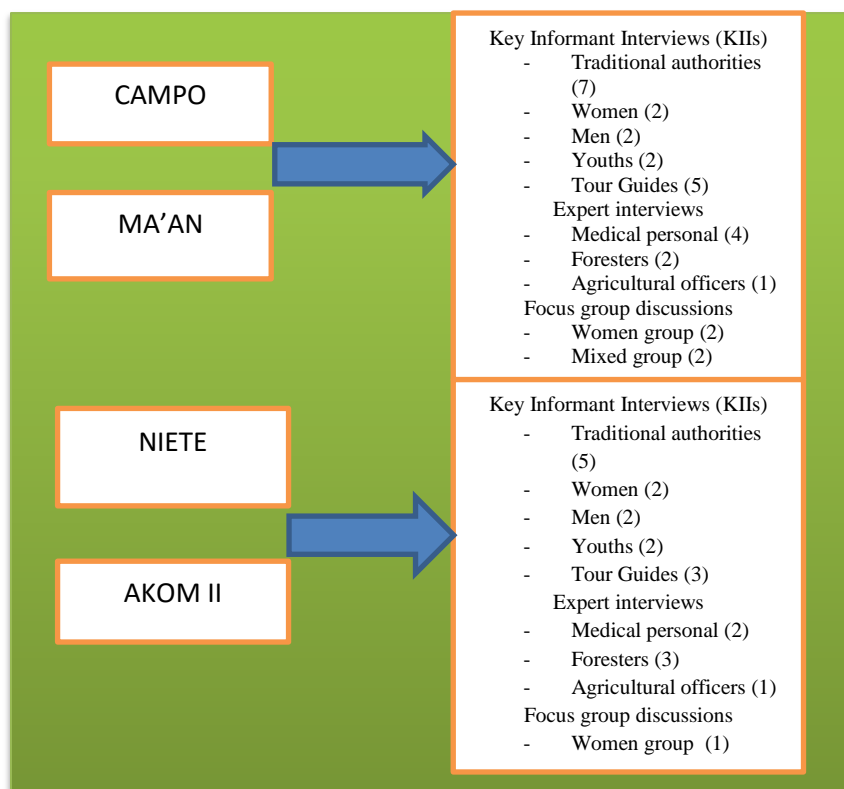 CAMPO
MA’AN
Key Informant Interviews (KIIs)
- Traditional authorities
(7)
- Women (2)
- Men (2)
- Youths (2)
- Tour Guides (5)
Expert interviews
- Medical personal (4)
- Foresters (2)
- Agricultural officers (1)
Focus group discussions
- Women group (2)
- Mixed group (2)
NIETE
AKOM II
Key Informant Interviews (KIIs)
- Traditional authorities
(5)
- Women (2)
- Men (2)
- Youths (2)
- Tour Guides (3)
Expert interviews
- Medical personal (2)
- Foresters (3)
- Agricultural officers (1)
Focus group discussions
- Women group (1)